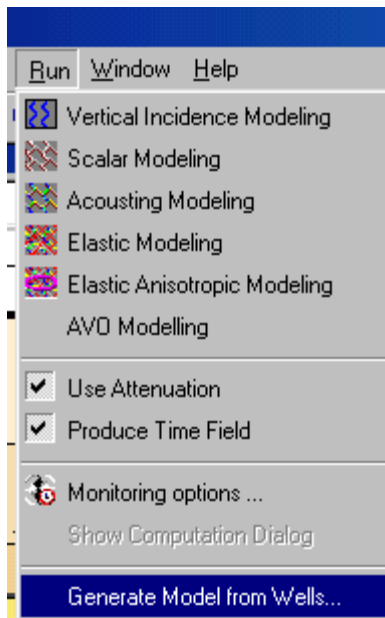 Run Window Help
Vertical Incidence Modeling
Scalar Modeling
Acousting Modeling
Elastic Modeling
Elastic Anisotropic Modeling
AVO Modelling
Use Attenuation
Produce Time Field
Monitoring options ...
Show Computation Dialog
Generate Model from Wells...